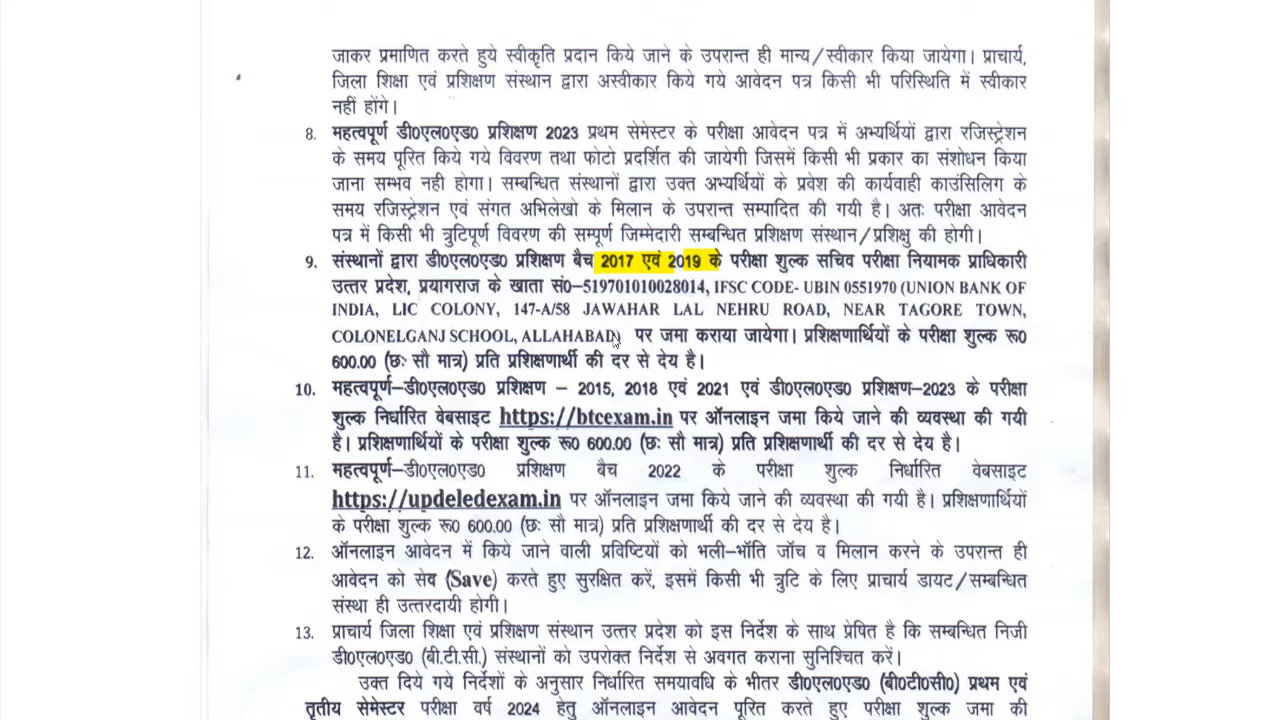 जाकर प्रमाणित करते हुये स्वीकृति प्रदान किये जाने के उपरान्त ही मान्य/स्वीकार किया जायेगा। प्राचार्य,
जिला शिक्षा एवं प्रशिक्षण संस्थान द्वारा अस्वीकार किये गये आवेदन पत्र किसी भी परिस्थिति में स्वीकार
नहीं होंगे।
8. महत्वपूर्ण डी0एल0एड0 प्रशिक्षण 2023 प्रथम सेमेस्टर के परीक्षा आवेदन पत्र में अभ्यर्थियों द्वारा रजिस्ट्रेशन
के समय पूरित किये गये विवरण तथा फोटो प्रदर्शित की जायेगी जिसमें किसी भी प्रकार का संशोधन किया
जाना सम्भव नही होगा। सम्बन्धित संस्थानों द्वारा उक्त अभ्यर्थियों के प्रवेश की कार्यवाही काउंसिलिग के
समय रजिस्ट्रेशन एवं संगत अभिलेखो के मिलान के उपरान्त सम्पादित की गयी है। अतः परीक्षा आवेदन
पत्र में किसी भी त्रुटिपूर्ण विवरण की सम्पूर्ण जिम्मेदारी सम्बन्धित प्रशिक्षण संस्थान/प्रशिक्षु की होगी।
9. संस्थानों द्वारा डी0एल0एड0 प्रशिक्षण बैच 2017 एवं 2019 के परीक्षा शुल्क सचिव परीक्षा नियामक प्राधिकारी
उत्तर प्रदेश, प्रयागराज के खाता सं0–519701010028014, IFSC CODE- UBIN 0551970 (UNION BANK OF
INDIA, LIC COLONY, 147-A/58 JAWAHAR LAL NEHRU ROAD, NEAR TAGORE TOWN,
COLONELGANJ SCHOOL, ALLAHABAD) पर जमा कराया जायेगा। प्रशिक्षणार्थियों के परीक्षा शुल्क रू0
600.00 (छः सौ मात्र) प्रति प्रशिक्षणार्थी की दर से देय है।
10. महत्वपूर्ण–डी0एल0एड0 प्रशिक्षण – 2015, 2018 एवं 2021 एवं डी0एल0एड0 प्रशिक्षण–2023 के परीक्षा
शुल्क निर्धारित वेबसाइट https://btcexam.in पर ऑनलाइन जमा किये जाने की व्यवस्था की गयी
है। प्रशिक्षणार्थियों के परीक्षा शुल्क रू0 600.00 (छः सौ मात्र) प्रति प्रशिक्षणार्थी की दर से देय है।
11. महत्वपूर्ण–डी0एल0एड0 प्रशिक्षण बैच 2022 के परीक्षा शुल्क निर्धारित वेबसाइट
https://updeledexam.in पर ऑनलाइन जमा किये जाने की व्यवस्था की गयी है। प्रशिक्षणार्थियों
के परीक्षा शुल्क रू0 600.00 (छः सौ मात्र) प्रति प्रशिक्षणार्थी की दर से देय है।
12. ऑनलाइन आवेदन में किये जाने वाली प्रविष्टियों को भली–भॉति जॉच व मिलान करने के उपरान्त ही
आवेदन को सेव (Save) करते हुए सुरक्षित करें, इसमें किसी भी त्रुटि के लिए प्राचार्य डायट/सम्बन्धित
संस्था ही उत्तरदायी होगी।
13. प्राचार्य जिला शिक्षा एवं प्रशिक्षण संस्थान उत्तर प्रदेश को इस निर्देश के साथ प्रेषित है कि सम्बन्धित निजी
डी0एल0एड0 (बी.टी.सी.) संस्थानों को उपरोक्त निर्देश से अवगत कराना सुनिश्चित करें।
उक्त दिये गये निर्देशों के अनुसार निर्धारित समयावधि के भीतर डी0एल0एड0 (बी0टी0सी0) प्रथम एवं
तृतीय सेमेस्टर परीक्षा वर्ष 2024 हेतु ऑनलाइन आवेदन पूरित करते हुए परीक्षा शुल्क जमा की